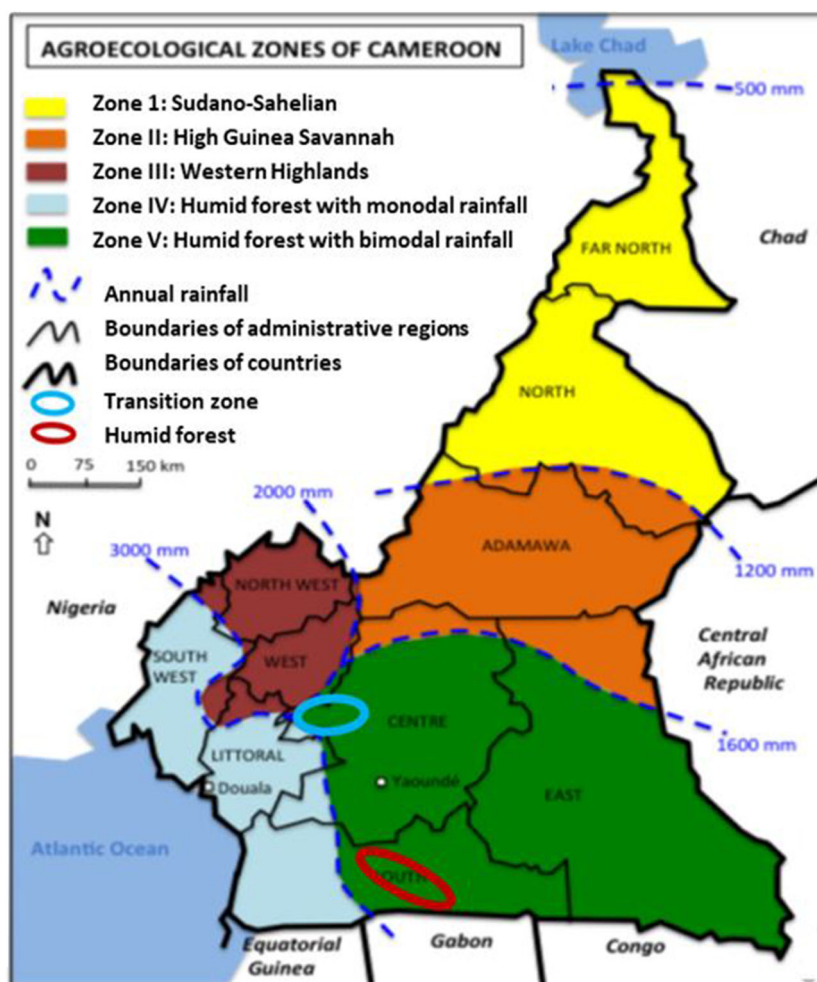 AGROECOLOGICAL ZONES OF CAMEROON
Lake Chad
500 mm
Zone 1: Sudano-Sahelian
Zone II: High Guinea Savannah
Zone III: Western Highlands
Zone IV: Humid forest with monodal rainfall
Zone V: Humid forest with bimodal rainfall
Chad
FAR NORTH
Annual rainfall
Boundaries of administrative regions
Boundaries of countries
Transition zone
Humid forest
NORTH
0 75 150 km
2000 mm
N
3000 mm
ADAMAWA
1200 mm
NORTH WEST
Nigeria
Central
African
Republic
SOUTH
WEST
WEST
CENTRE
1600 mm
LITTORAL
Douala
Yaoundé
EAST
Atlantic Ocean
SOUTH
Equatorial
Guinea
Gabon
Congo